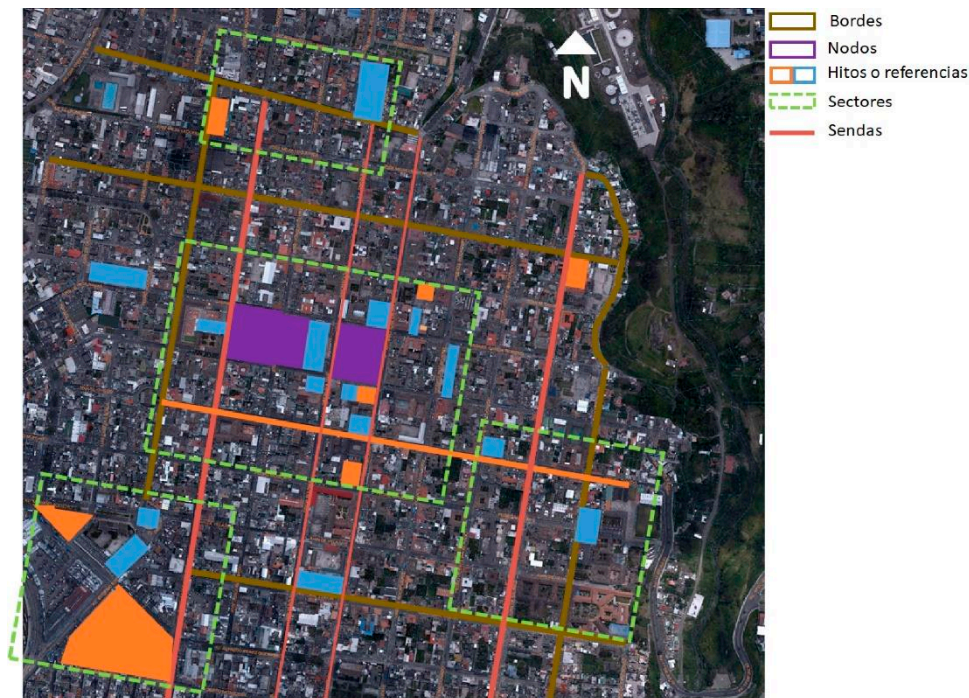 Bordes
Nodos
Hitos o referencias
Sectores
Sendas
N